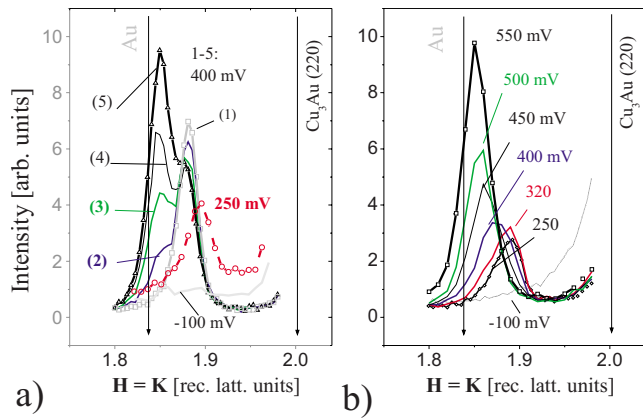 Intensity [arb. units]
10
8
6
4
2
0
Au
1-5:
400 mV
(5)
(4)
(3)
(2)
(1)
250 mV
-100 mV
Cu3Au (220)
1.8
1.9
2.0
H = K [rec. latt. units]
a)
10
8
6
4
2
0
Au
550 mV
500 mV
450 mV
400 mV
320
250
-100 mV
Cu3Au (220)
1.8
1.9
2.0
H = K [rec. latt. units]
b)